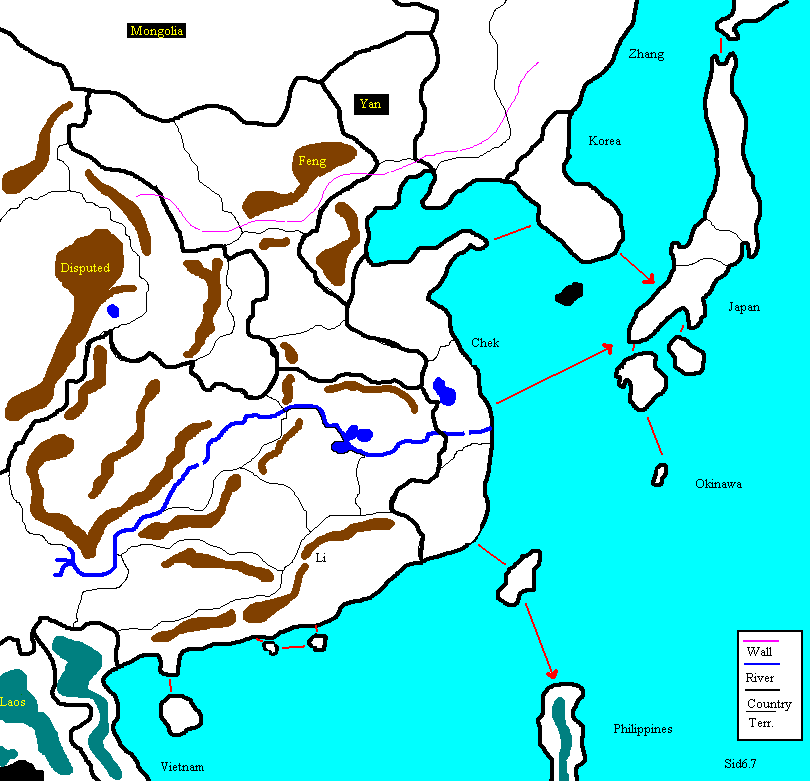 Mongolia
Zhang
Yan
Korea
Feng
Disputed
Japan
Chek
Okinawa
Li
Wall
River
Country
Terr.
Laos
Philippines
Vietnam
Sid6.7